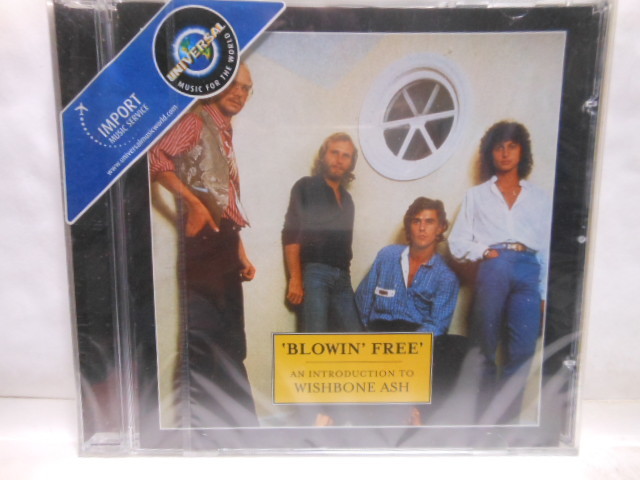 UNIVERSAL
MUSIC FOR THE WORLD
IMPORT
MUSIC SERVICE
www.universalmusicworld.com
'BLOWIN' FREE'
AN INTRODUCTION TO
WISHBONE ASH